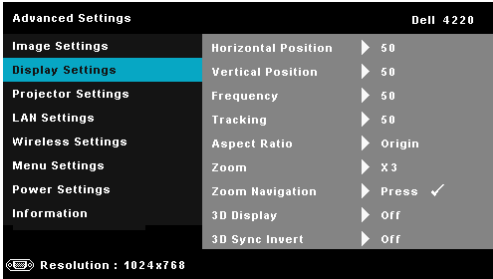 Advanced Settings Dell 4220
Image Settings Horizontal Position 50
Display Settings Vertical Position 50
Projector Settings Frequency 50
LAN Settings Tracking 50
Wireless Settings Aspect Ratio Origin
Menu Settings Zoom X3
Power Settings Zoom Navigation Press ✓
Information 3D Display Off
3D Sync Invert Off
Resolution : 1024x768